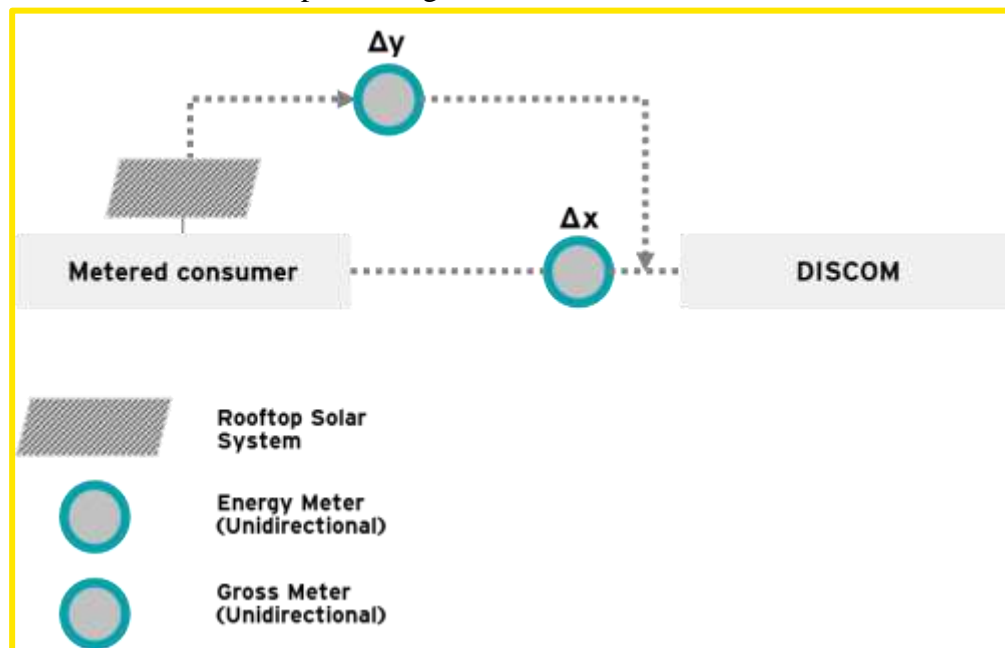 Δy
Δx
Metered consumer
DISCOM
Rooftop Solar
System
Energy Meter
(Unidirectional)
Gross Meter
(Unidirectional)